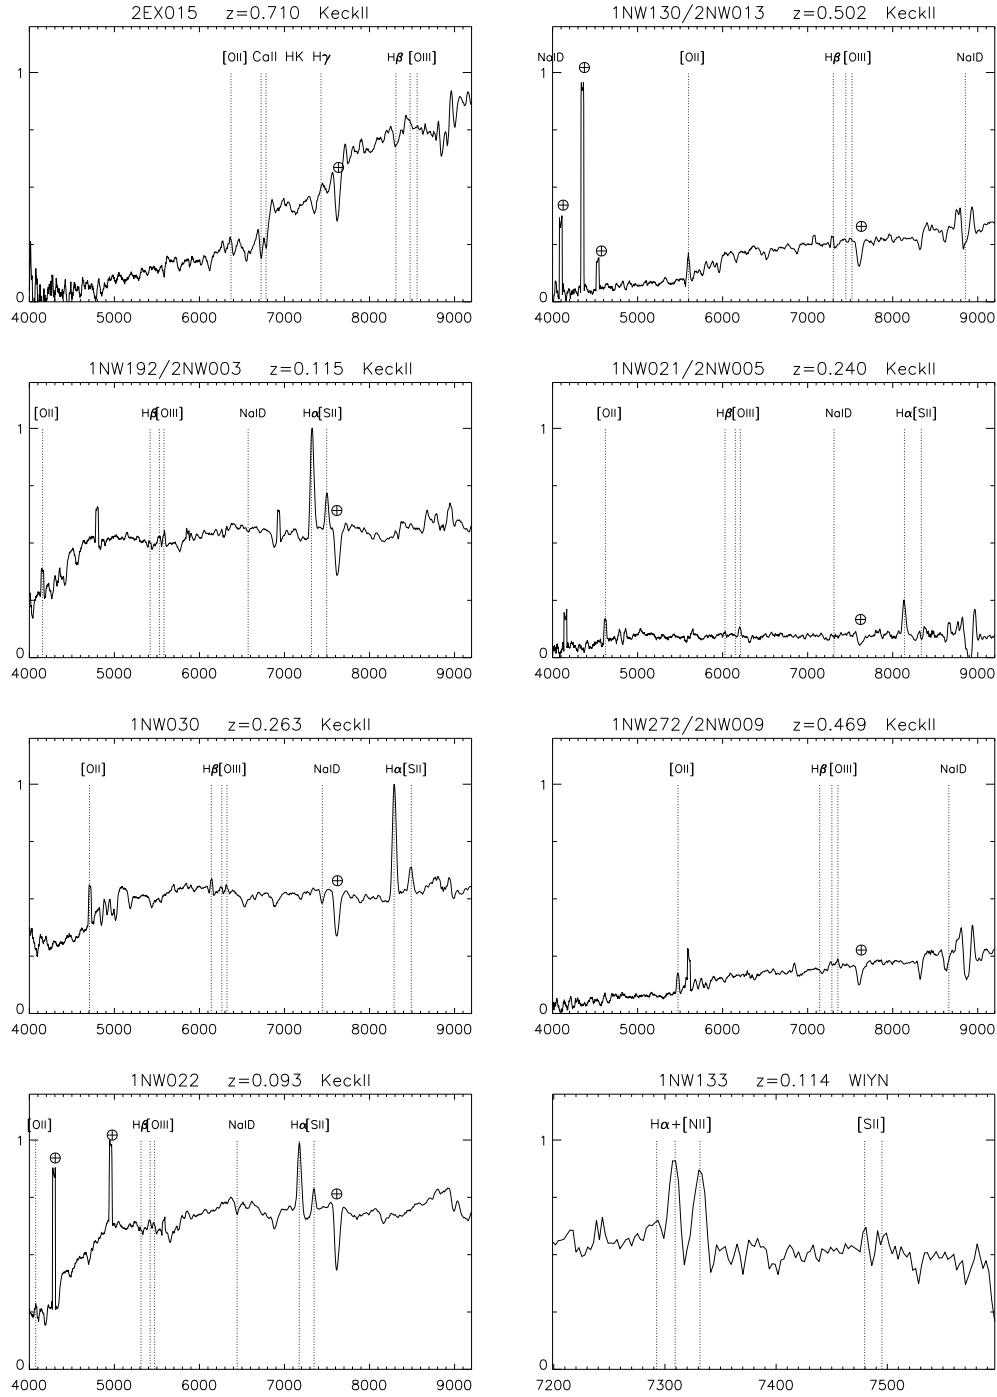 2EX015 z=0.710 KeckII
[OII] CaII HK Hγ Hβ [OIII]
1
0
4000 5000 6000 7000 8000 9000
1NW130/2NW013 z=0.502 KeckII
NaID [OII] Hβ [OIII] NaID
1
0
4000 5000 6000 7000 8000 9000
1NW192/2NW003 z=0.115 KeckII
[OII] Hβ [OIII] NaID Hα [SII]
1
0
4000 5000 6000 7000 8000 9000
1NW021/2NW005 z=0.240 KeckII
[OII] Hβ [OIII] NaID Hα [SII]
1
0
4000 5000 6000 7000 8000 9000
1NW030 z=0.263 KeckII
[OII] Hβ [OIII] NaID Hα [SII]
1
0
4000 5000 6000 7000 8000 9000
1NW272/2NW009 z=0.469 KeckII
[OII] Hβ [OIII] NaID
1
0
4000 5000 6000 7000 8000 9000
1NW022 z=0.093 KeckII
[OII] Hβ [OIII] NaID Hα [SII]
1
0
4000 5000 6000 7000 8000 9000
1NW133 z=0.114 WIYN
Hα+[NII] [SII]
1
0
7200 7300 7400 7500